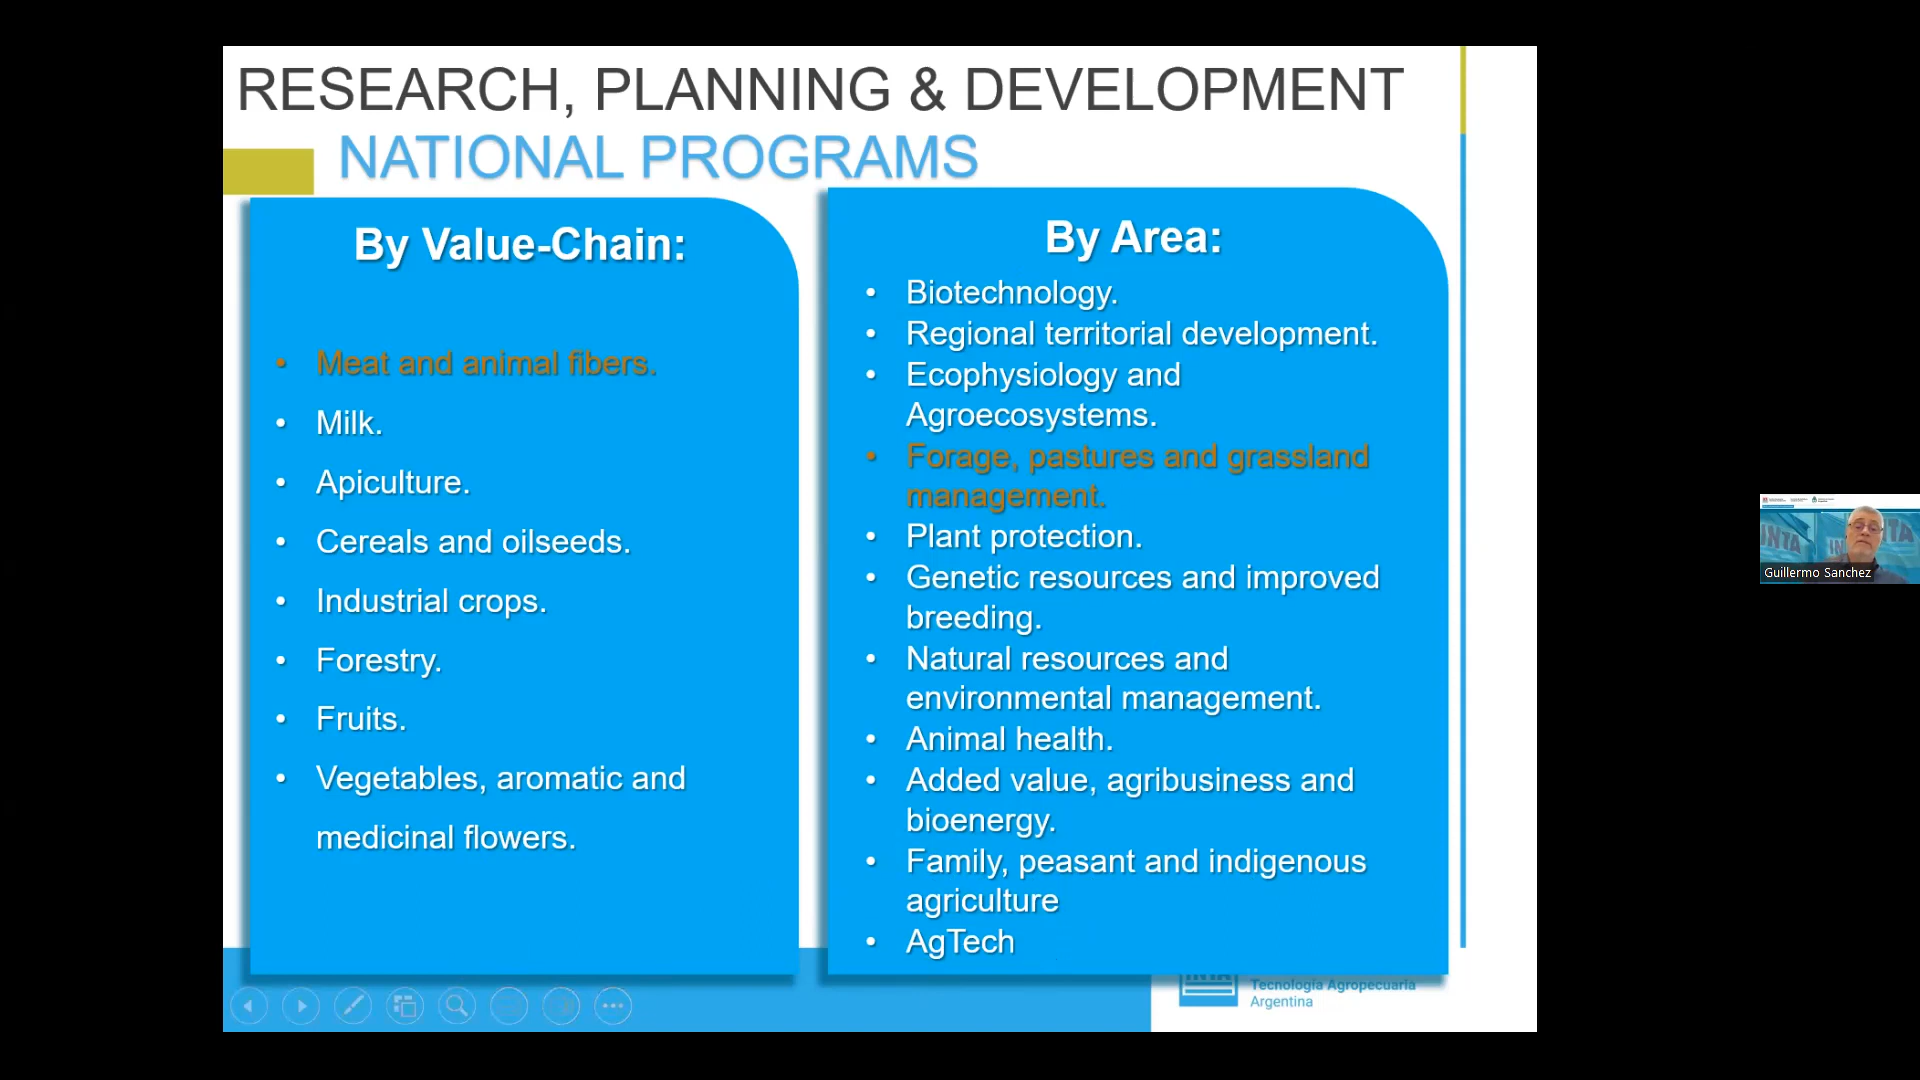 RESEARCH, PLANNING & DEVELOPMENT
NATIONAL PROGRAMS
By Value-Chain:
• Meat and animal fibers.
• Milk.
• Apiculture.
• Cereals and oilseeds.
• Industrial crops.
• Forestry.
• Fruits.
• Vegetables, aromatic and
medicinal flowers.
By Area:
• Biotechnology.
• Regional territorial development.
• Ecophysiology and
Agroecosystems.
• Forage, pastures and grassland
management.
• Plant protection.
• Genetic resources and improved
breeding.
• Natural resources and
environmental management.
• Animal health.
• Added value, agribusiness and
bioenergy.
• Family, peasant and indigenous
agriculture
• AgTech
Tecnología Agropecuaria
Argentina
INTA
Guillermo Sanchez